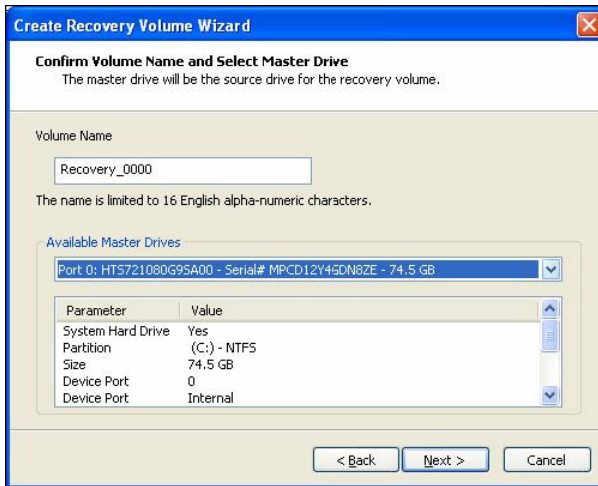 Create Recovery Volume Wizard
Confirm Volume Name and Select Master Drive
The master drive will be the source drive for the recovery volume.
Volume Name
Recovery_0000
The name is limited to 16 English alpha-numeric characters.
Available Master Drives
Port 0: HTS721080G9SA00 - Serial# MPCD12Y4GDN8ZE - 74.5 GB
Parameter Value
System Hard Drive Yes
Partition (C:) - NTFS
Size 74.5 GB
Device Port 0
Device Port Internal
< Back Next > Cancel